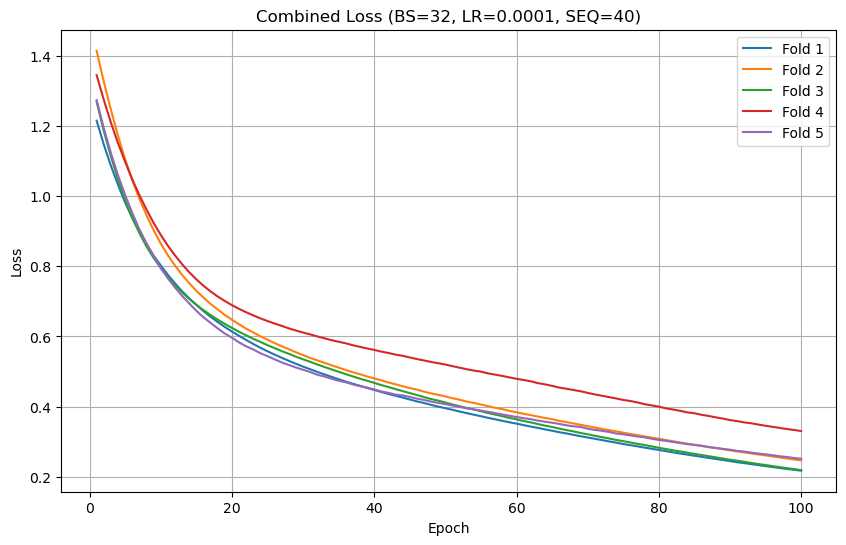 Combined Loss (BS=32, LR=0.0001, SEQ=40)
Fold 1
Fold 2
Fold 3
Fold 4
Fold 5
Loss
1.4
1.2
1.0
0.8
0.6
0.4
0.2
0 20 40 60 80 100
Epoch